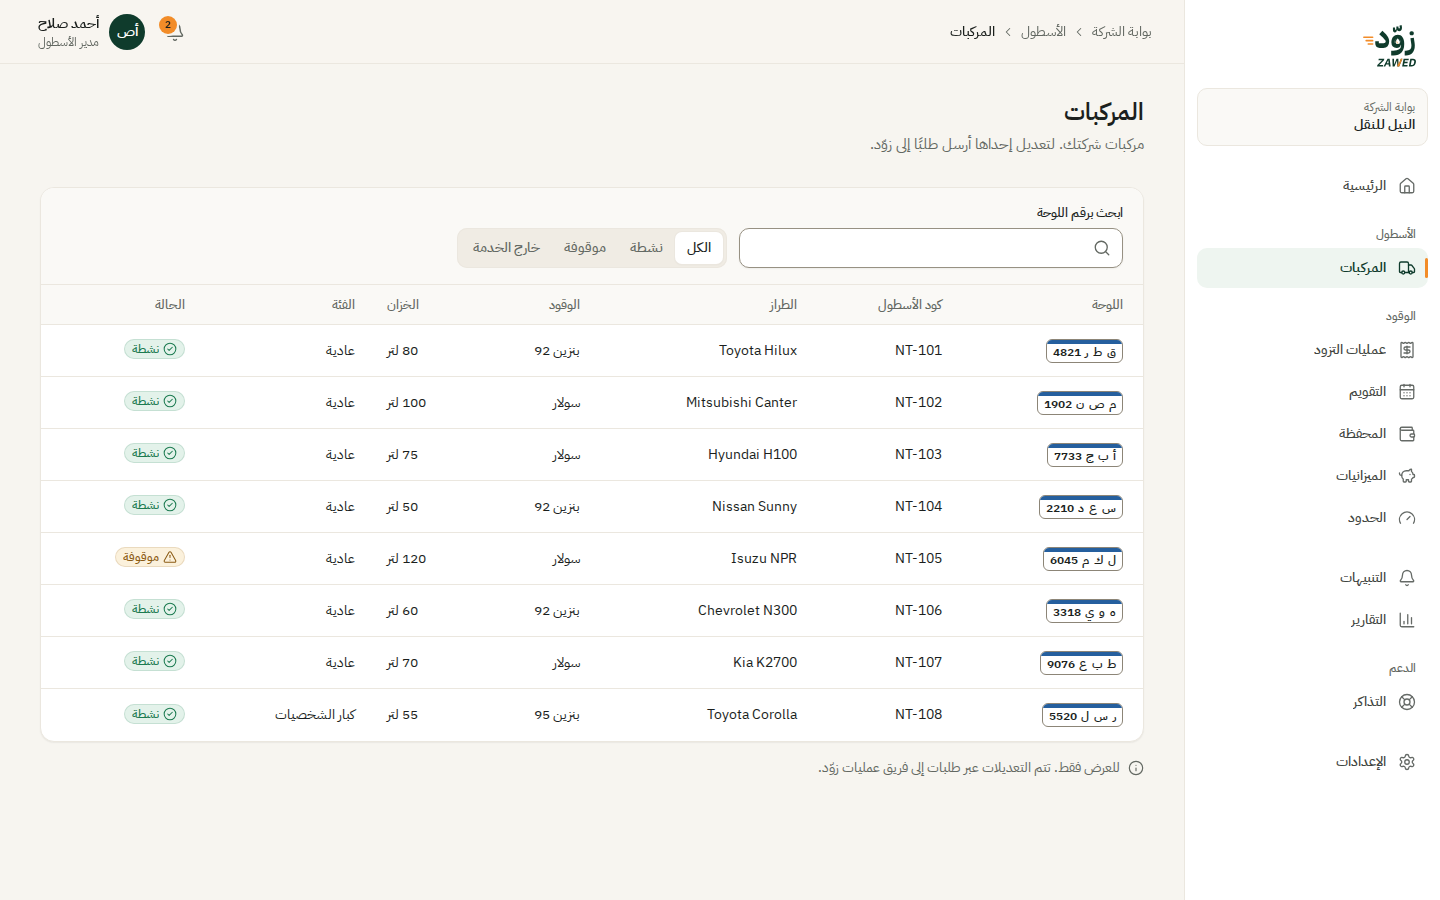 زوّد
ZAWED
بوابة الشركة
النيل للنقل
الرئيسية
الأسطول
المركبات
الوقود
عمليات التزود
التقويم
المحفظة
الميزانيات
الحدود
التنبيهات
التقارير
الدعم
التذاكر
الإعدادات
بوابة الشركة الأسطول المركبات
2
أص
أحمد صلاح
مدير الأسطول
المركبات
مركبات شركتك. لتعديل إحداها أرسل طلبًا إلى زوّد.
ابحث برقم اللوحة
الكل نشطة موقوفة خارج الخدمة
اللوحة كود الأسطول الطراز الوقود الخزان الفئة الحالة
ق ط ر 4821 NT-101 Toyota Hilux بنزين 92 80 لتر عادية نشطة
م ص ن 1902 NT-102 Mitsubishi Canter سولار 100 لتر عادية نشطة
أ ب ج 7733 NT-103 Hyundai H100 سولار 75 لتر عادية نشطة
س ع د 2210 NT-104 Nissan Sunny بنزين 92 50 لتر عادية نشطة
ل ك م 6045 NT-105 Isuzu NPR سولار 120 لتر عادية موقوفة
ه و ي 3318 NT-106 Chevrolet N300 بنزين 92 60 لتر عادية نشطة
ط ب ع 9076 NT-107 Kia K2700 سولار 70 لتر عادية نشطة
ر س ل 5520 NT-108 Toyota Corolla بنزين 95 55 لتر كبار الشخصيات نشطة
للعرض فقط. تتم التعديلات عبر طلبات إلى فريق عمليات زوّد.